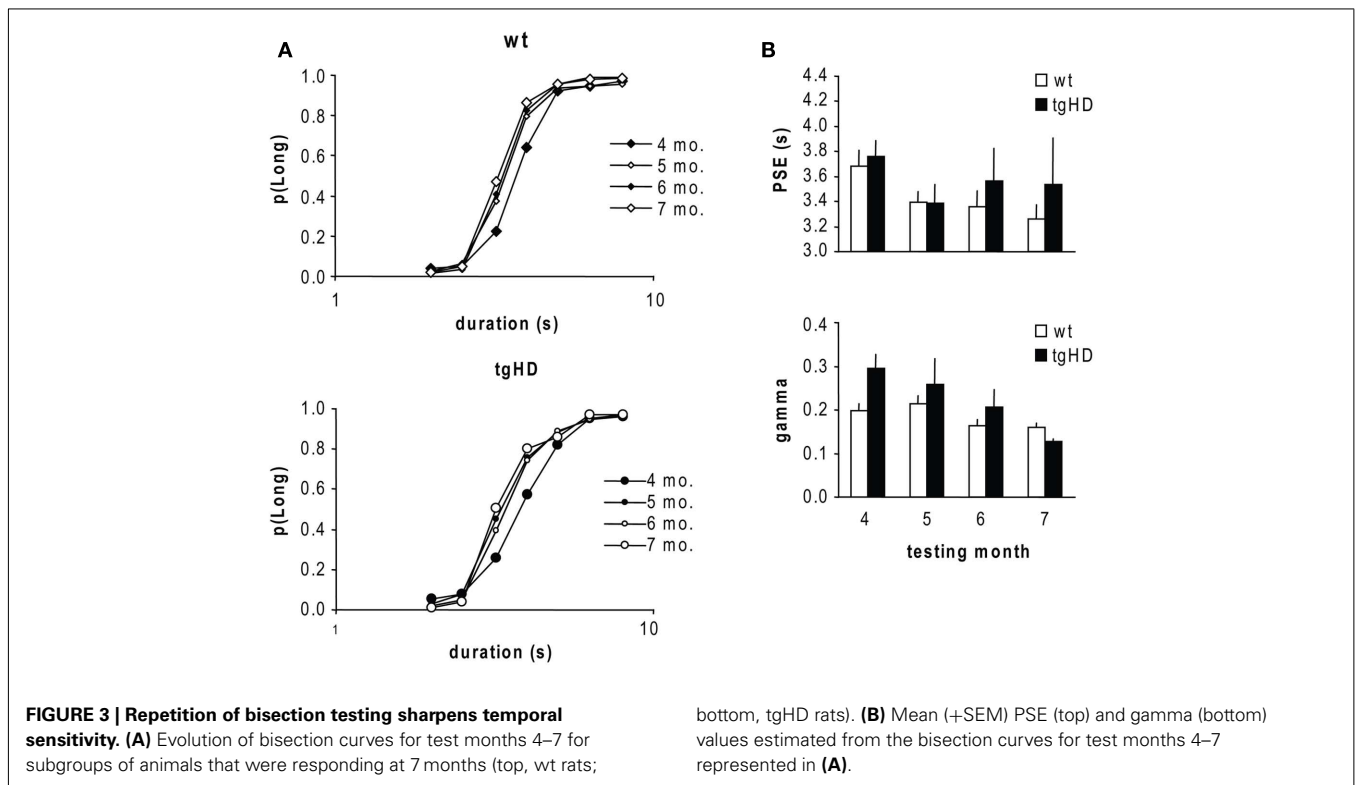 A
wt
1.0
0.8
0.6
0.4
0.2
0.0
p(Long)
4 mo.
5 mo.
6 mo.
7 mo.
1
10
duration (s)
tgHD
1.0
0.8
0.6
0.4
0.2
0.0
p(Long)
4 mo.
5 mo.
6 mo.
7 mo.
1
10
duration (s)
B
4.4
4.2
4.0
3.8
3.6
3.4
3.2
3.0
PSE (s)
wt
tgHD
0.4
0.3
0.2
0.1
0.0
gamma
wt
tgHD
4
5
6
7
testing month
FIGURE 3 | Repetition of bisection testing sharpens temporal
sensitivity. (A) Evolution of bisection curves for test months 4–7 for
subgroups of animals that were responding at 7 months (top, wt rats;
bottom, tgHD rats). (B) Mean (+SEM) PSE (top) and gamma (bottom)
values estimated from the bisection curves for test months 4–7
represented in (A).